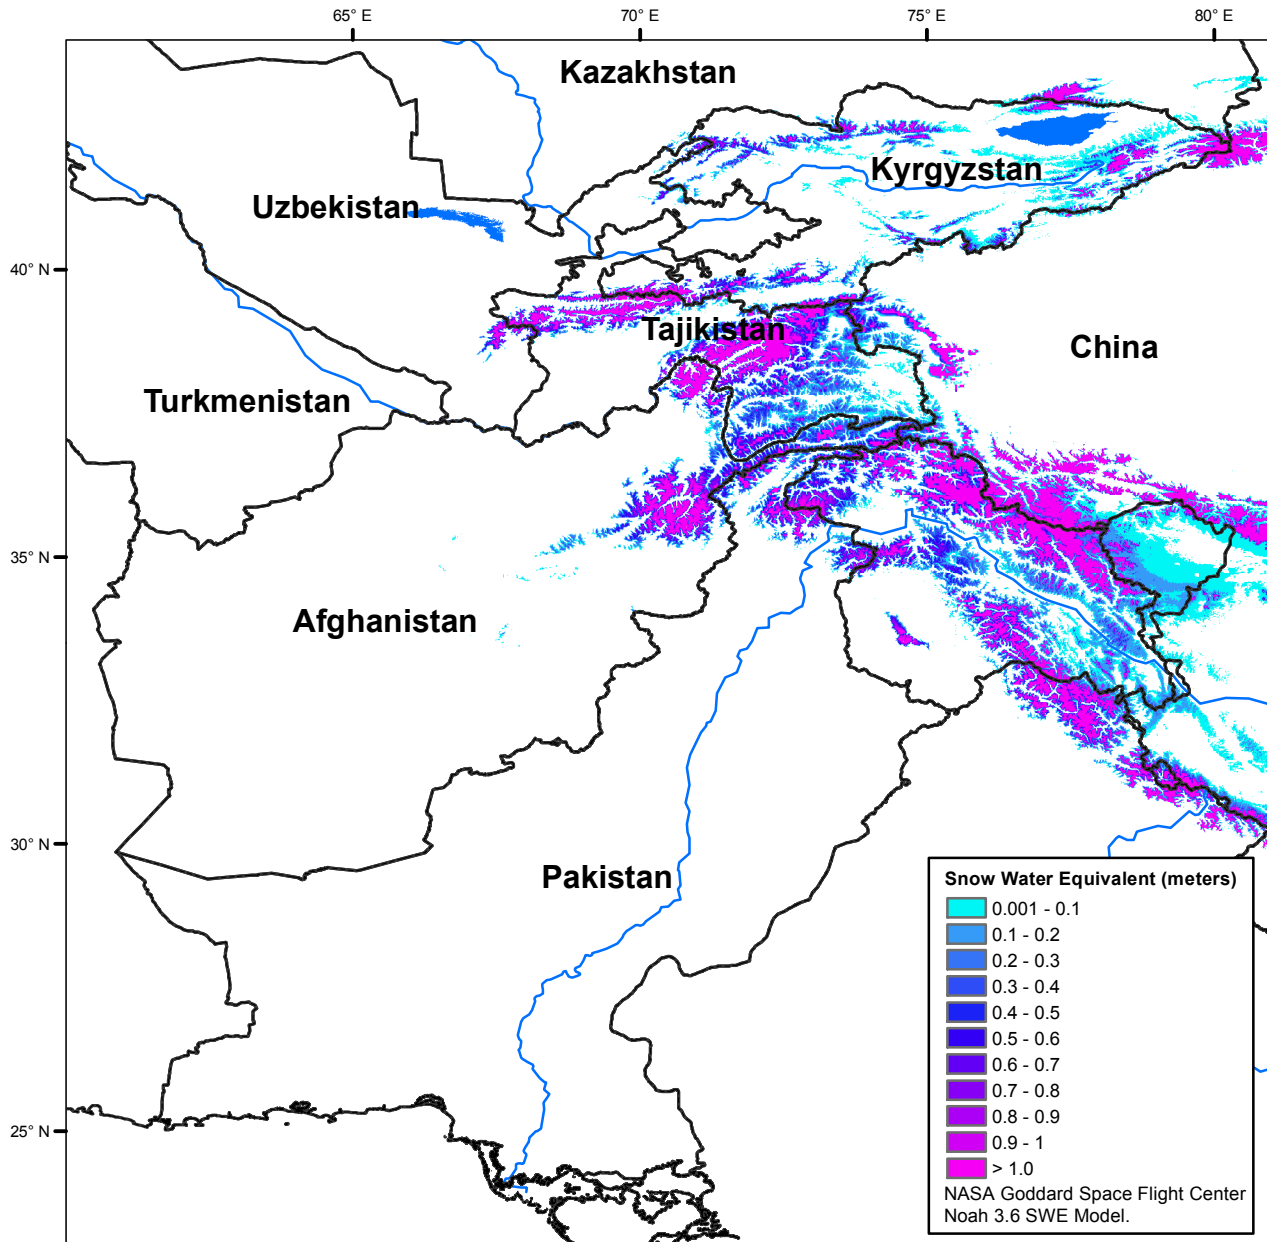 65° E
70° E
75° E
80° E
Kazakhstan
Kyrgyzstan
Uzbekistan
40° N
Tajikistan
China
Turkmenistan
35° N
Afghanistan
30° N
Pakistan
25° N
Snow Water Equivalent (meters)
0.001 - 0.1
0.1 - 0.2
0.2 - 0.3
0.3 - 0.4
0.4 - 0.5
0.5 - 0.6
0.6 - 0.7
0.7 - 0.8
0.8 - 0.9
0.9 - 1
> 1.0
NASA Goddard Space Flight Center
Noah 3.6 SWE Model.